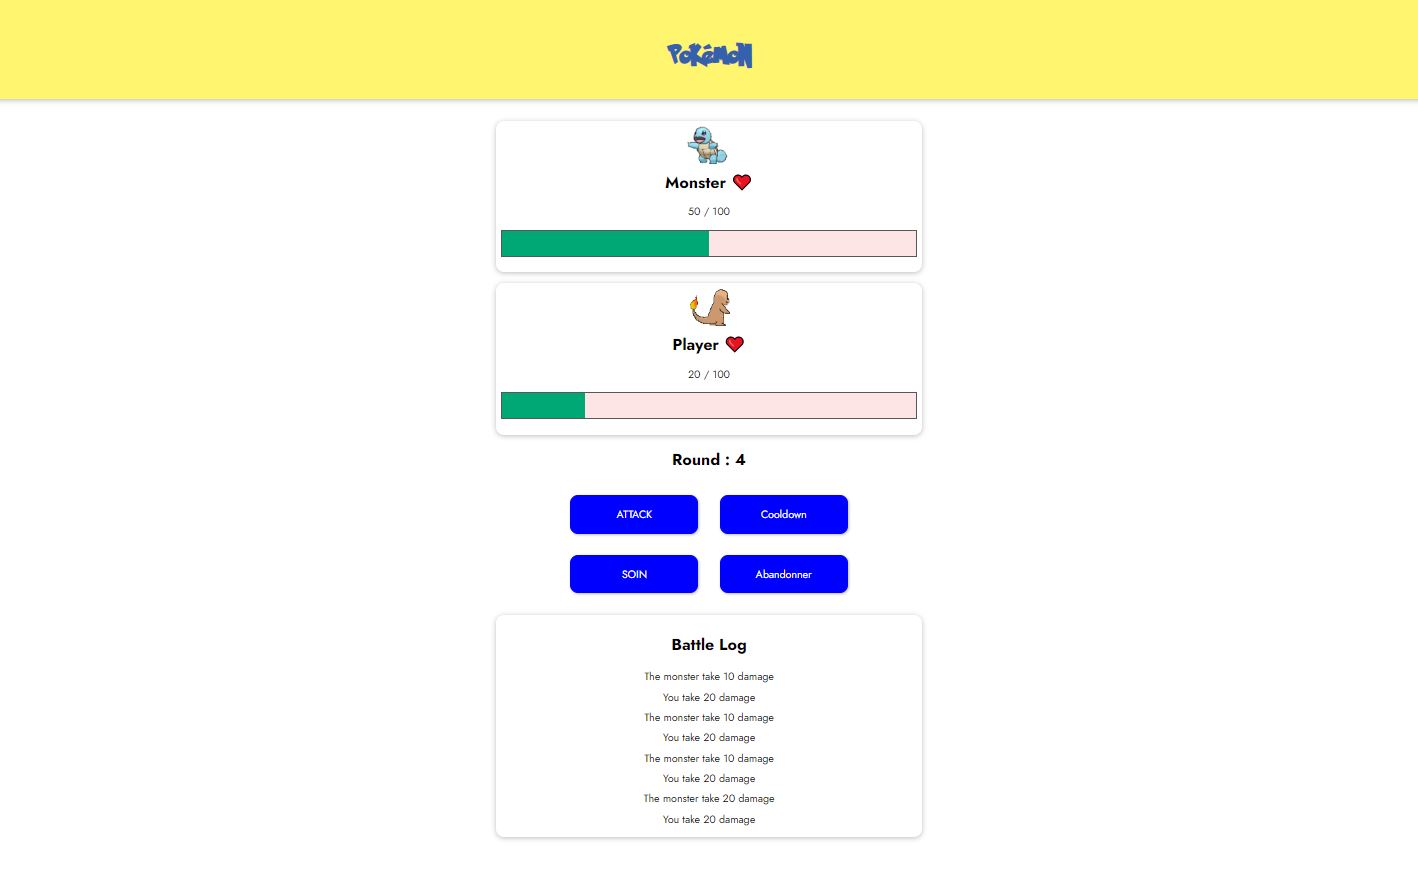 Pokémon
Monster
50 / 100
Player
20 / 100
Round : 4
ATTACK
Cooldown
SOIN
Abandonner
Battle Log
The monster take 10 damage
You take 20 damage
The monster take 10 damage
You take 20 damage
The monster take 10 damage
You take 20 damage
The monster take 20 damage
You take 20 damage